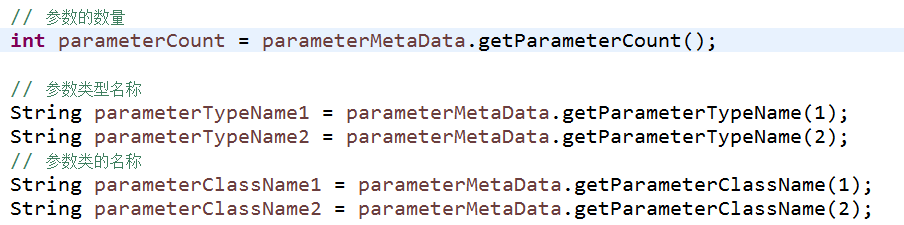 // 参数的数量
int parameterCount = parameterMetaData.getParameterCount();
// 参数类型名称
String parameterTypeName1 = parameterMetaData.getParameterTypeName(1);
String parameterTypeName2 = parameterMetaData.getParameterTypeName(2);
// 参数类的名称
String parameterClassName1 = parameterMetaData.getParameterClassName(1);
String parameterClassName2 = parameterMetaData.getParameterClassName(2);